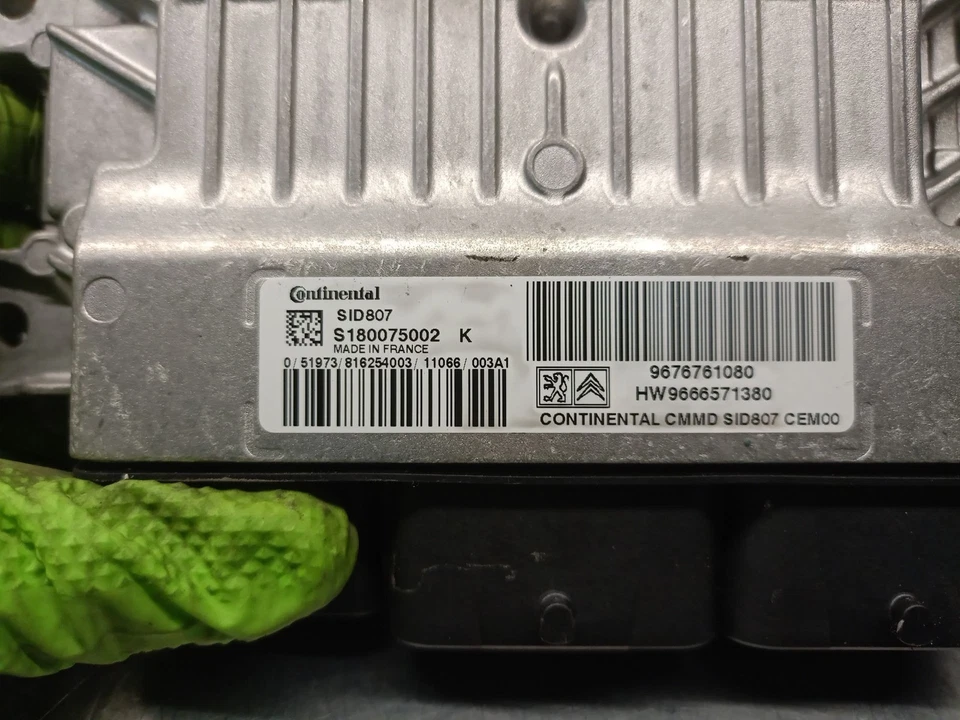 Continental
SID807
S180075002 K
MADE IN FRANCE
0/51973/816254003/11066/003A1
9676761080
HW9666571380
CONTINENTAL CMMD SID807 CEM00